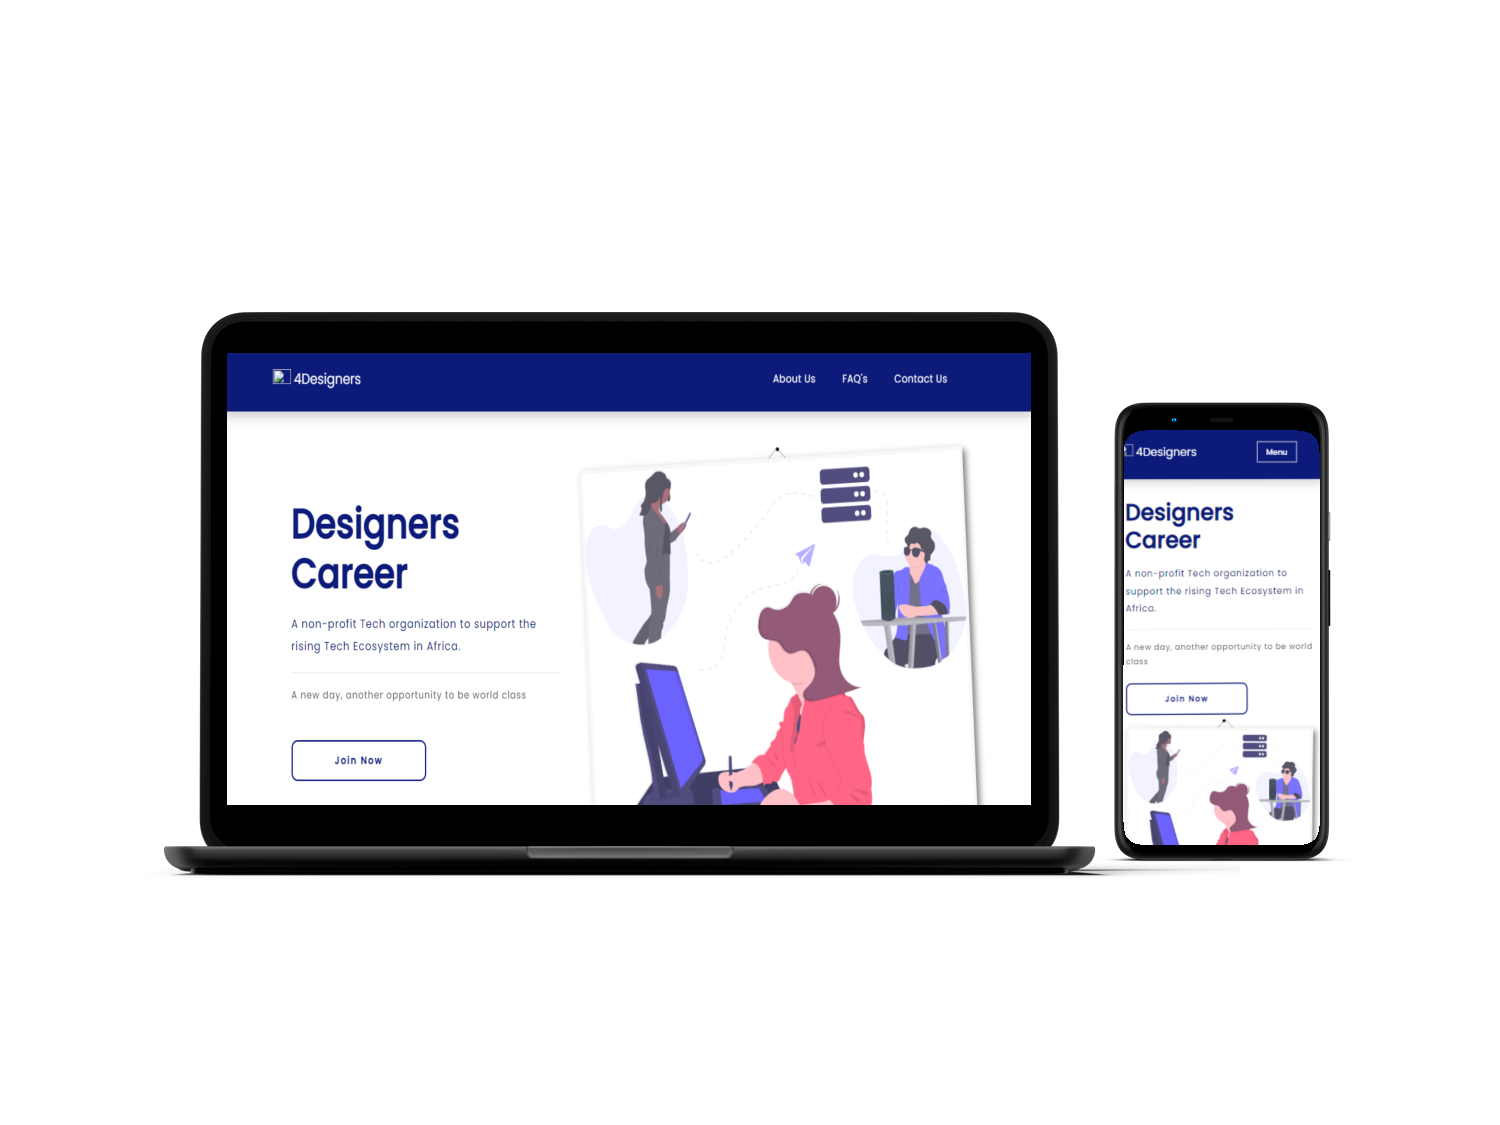 4Designers
About Us FAQ's Contact Us
Designers
Career
A non-profit Tech organization to support the
rising Tech Ecosystem in Africa.
A new day, another opportunity to be world class
Join Now
4Designers
Menu
Designers
Career
A non-profit Tech organization to
support the rising Tech Ecosystem in
Africa.
A new day, another opportunity to be world
class
Join Now